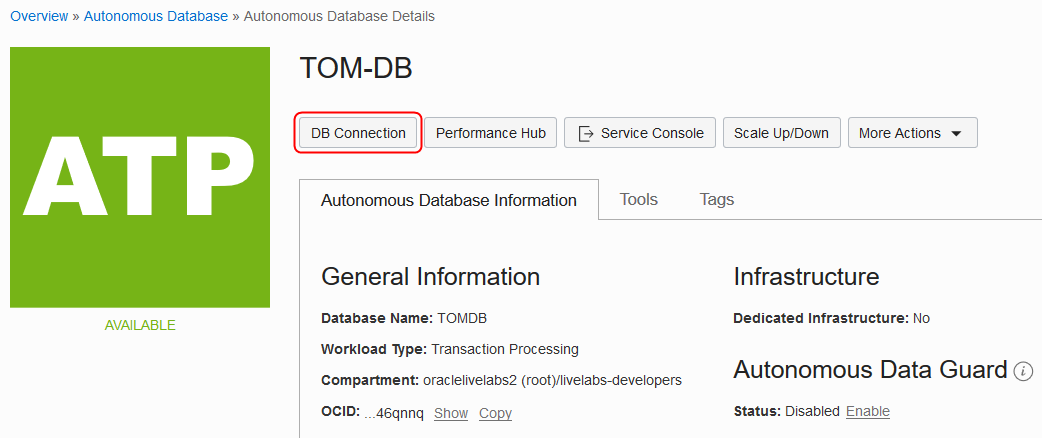 Overview » Autonomous Database » Autonomous Database Details
ATP
AVAILABLE
TOM-DB
DB Connection Performance Hub Service Console Scale Up/Down More Actions
Autonomous Database Information Tools Tags
General Information
Database Name: TOMDB
Workload Type: Transaction Processing
Compartment: oraclelivelabs2 (root)/livelabs-developers
OCID: ...46qnnq Show Copy
Infrastructure
Dedicated Infrastructure: No
Autonomous Data Guard i
Status: Disabled Enable